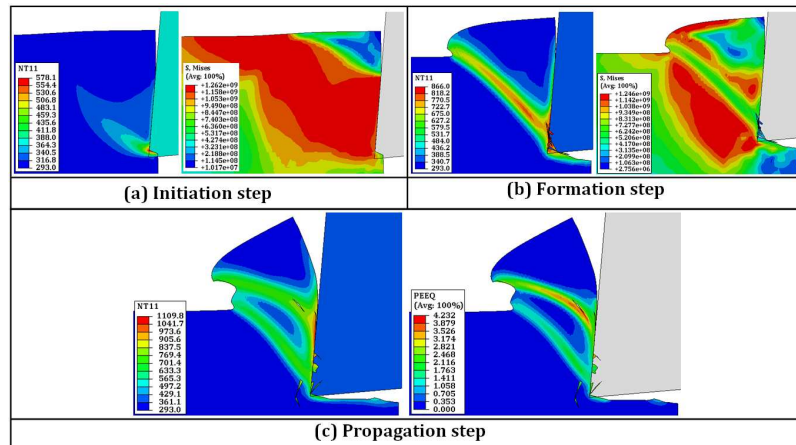 NT11
578.1
554.4
530.6
506.8
483.1
459.3
435.6
411.8
388.0
364.3
340.5
316.8
293.0
S, Mises
(Avg: 100%)
+1.262e+09
+1.158e+09
+1.053e+09
+9.490e+08
+8.447e+08
+7.403e+08
+6.360e+08
+5.317e+08
+4.274e+08
+3.231e+08
+2.188e+08
+1.145e+08
+1.017e+07
(a) Initiation step
NT11
866.0
818.2
770.5
722.7
675.0
627.2
579.5
531.7
484.0
436.2
388.5
340.7
293.0
S, Mises
(Avg: 100%)
+1.246e+09
+1.142e+09
+1.038e+09
+9.349e+08
+8.313e+08
+7.277e+08
+6.242e+08
+5.206e+08
+4.170e+08
+3.135e+08
+2.099e+08
+1.063e+08
+2.756e+06
(b) Formation step
NT11
1109.8
1041.7
973.6
905.6
837.5
769.4
701.4
633.3
565.3
497.2
429.1
361.1
293.0
PEEQ
(Avg: 100%)
4.232
3.879
3.526
3.174
2.821
2.468
2.116
1.763
1.411
1.058
0.705
0.353
0.000
(c) Propagation step